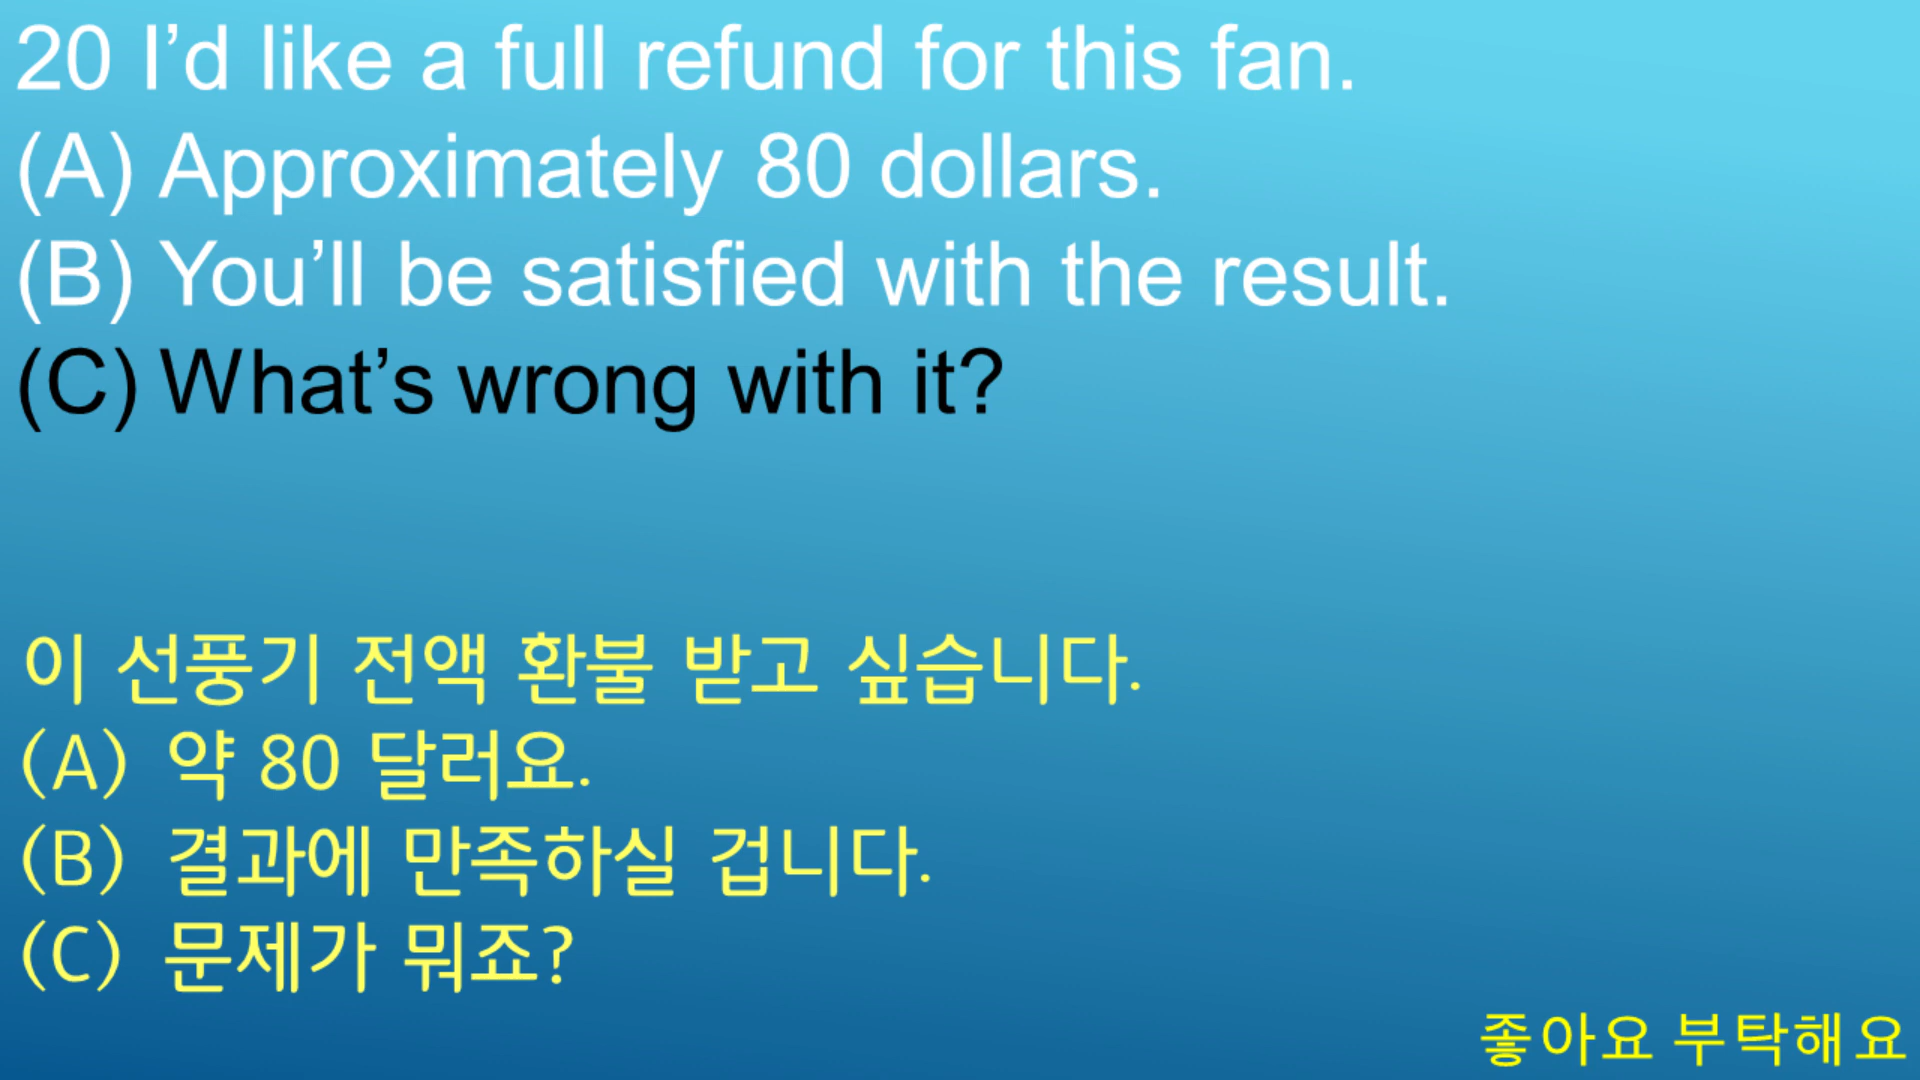 20 I’d like a full refund for this fan.
(A) Approximately 80 dollars.
(B) You’ll be satisfied with the result.
(C) What’s wrong with it?
이 선풍기 전액 환불 받고 싶습니다.
(A) 약 80 달러요.
(B) 결과에 만족하실 겁니다.
(C) 문제가 뭐죠?
좋아요 부탁해요